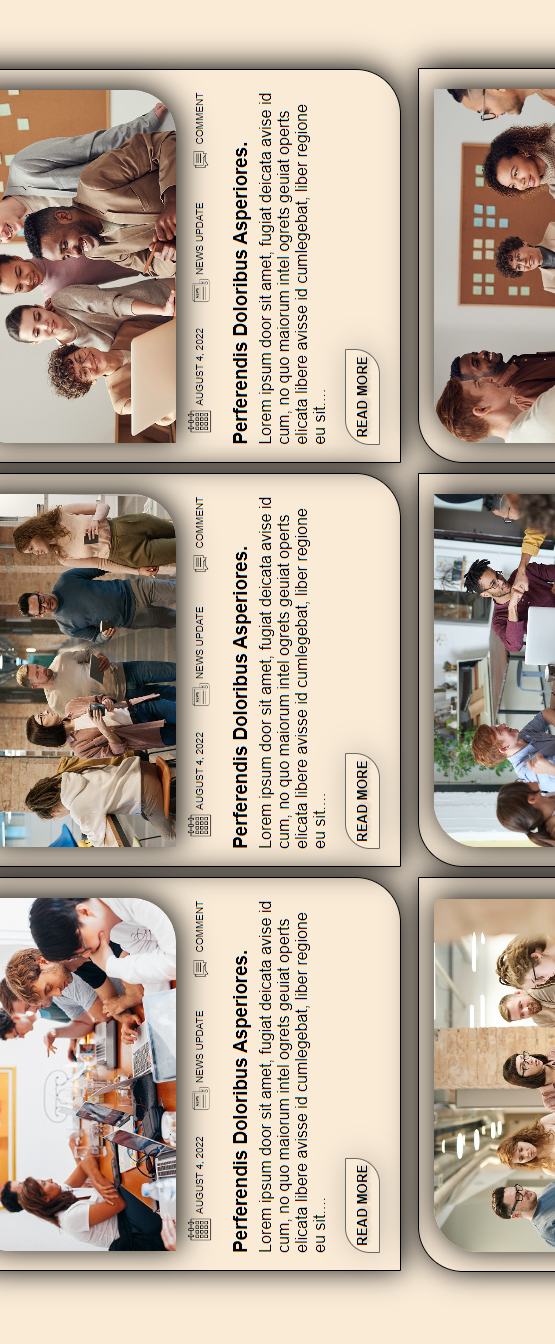 AUGUST 4, 2022 NEWS UPDATE COMMENT
Perferendis Doloribus Asperiores.
Lorem ipsum door sit amet, fugiat deicata avise id
cum, no quo maiorum intel ogrets geuiat operts
elicata libere avisse id cumlegebat, liber regione
eu sit....
READ MORE
AUGUST 4, 2022 NEWS UPDATE COMMENT
Perferendis Doloribus Asperiores.
Lorem ipsum door sit amet, fugiat deicata avise id
cum, no quo maiorum intel ogrets geuiat operts
elicata libere avisse id cumlegebat, liber regione
eu sit....
READ MORE
AUGUST 4, 2022 NEWS UPDATE COMMENT
Perferendis Doloribus Asperiores.
Lorem ipsum door sit amet, fugiat deicata avise id
cum, no quo maiorum intel ogrets geuiat operts
elicata libere avisse id cumlegebat, liber regione
eu sit....
READ MORE